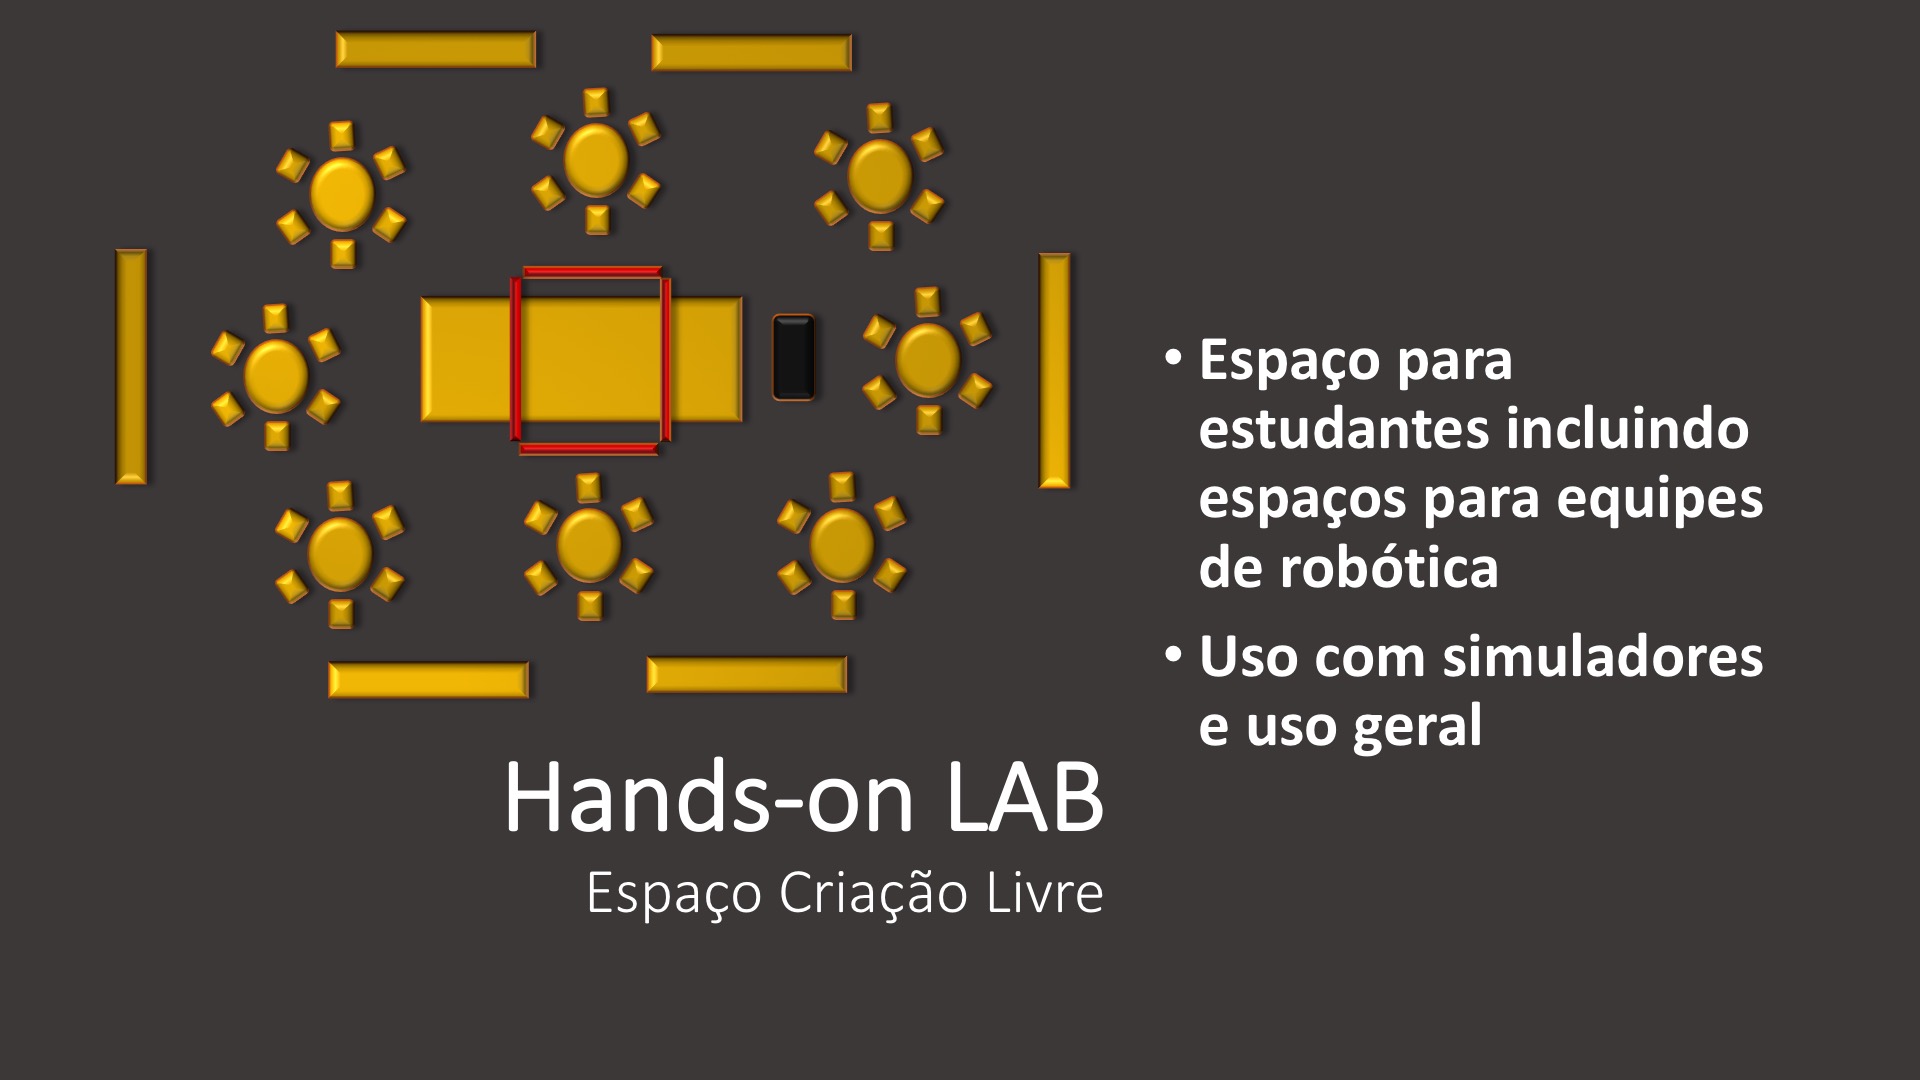 Hands-on LAB
Espaço Criação Livre
• Espaço para
estudantes incluindo
espaços para equipes
de robótica
• Uso com simuladores
e uso geral